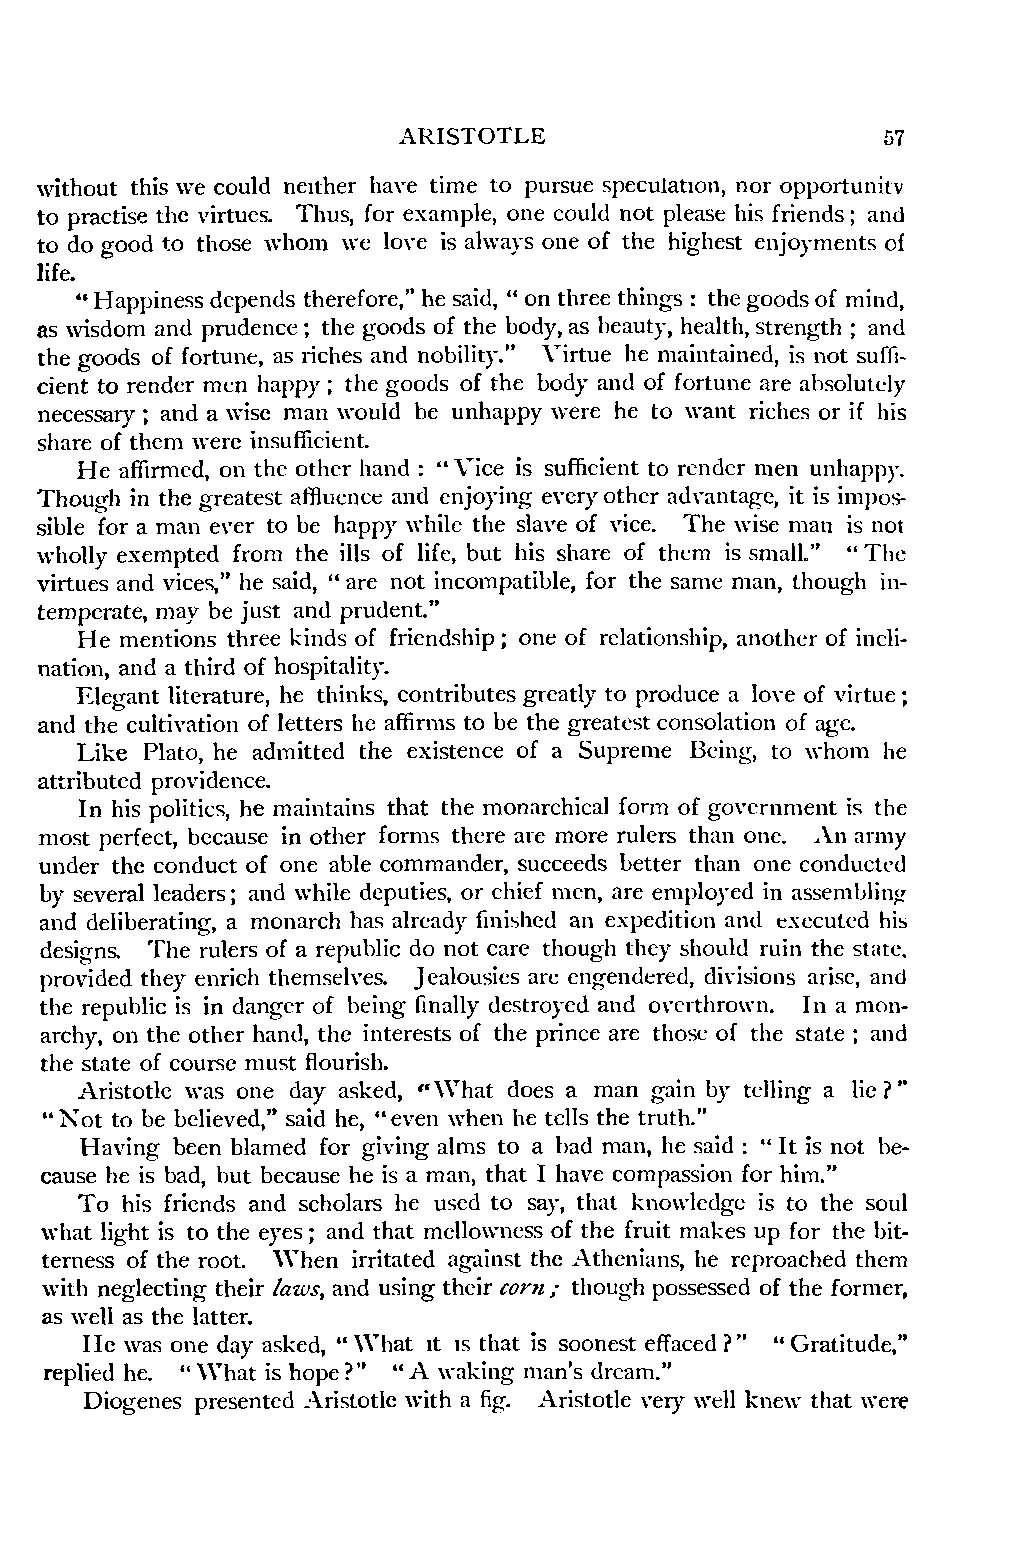 ARISTOTLE 57
without this we could neither have time to pursue speculation, nor opportunity
to practise the virtues. Thus, for example, one could not please his friends; and
to do good to those whom we love is always one of the highest enjoyments of
life.
"Happiness depends therefore," he said, "on three things: the goods of mind,
as wisdom and prudence; the goods of the body, as beauty, health, strength; and
the goods of fortune, as riches and nobility." Virtue he maintained, is not suffi-
cient to render men happy; the goods of the body and of fortune are absolutely
necessary; and a wise man would be unhappy were he to want riches or if his
share of them were insufficient.
He affirmed, on the other hand: "Vice is sufficient to render men unhappy.
Though in the greatest affluence and enjoying every other advantage, it is impos-
sible for a man ever to be happy while the slave of vice. The wise man is not
wholly exempted from the ills of life, but his share of them is small." "The
virtues and vices," he said, "are not incompatible, for the same man, though in-
temperate, may be just and prudent."
He mentions three kinds of friendship; one of relationship, another of incli-
nation, and a third of hospitality.
Elegant literature, he thinks, contributes greatly to produce a love of virtue;
and the cultivation of letters he affirms to be the greatest consolation of age.
Like Plato, he admitted the existence of a Supreme Being, to whom he
attributed providence.
In his politics, he maintains that the monarchical form of government is the
most perfect, because in other forms there are more rulers than one. An army
under the conduct of one able commander, succeeds better than one conducted
by several leaders; and while deputies, or chief men, are employed in assembling
and deliberating, a monarch has already finished an expedition and executed his
designs. The rulers of a republic do not care though they should ruin the state,
provided they enrich themselves. Jealousies are engendered, divisions arise, and
the republic is in danger of being finally destroyed and overthrown. In a mon-
archy, on the other hand, the interests of the prince are those of the state; and
the state of course must flourish.
Aristotle was one day asked, "What does a man gain by telling a lie?"
"Not to be believed," said he, "even when he tells the truth."
Having been blamed for giving alms to a bad man, he said: "It is not be-
cause he is bad, but because he is a man, that I have compassion for him."
To his friends and scholars he used to say, that knowledge is to the soul
what light is to the eyes; and that mellowness of the fruit makes up for the bit-
terness of the root. When irritated against the Athenians, he reproached them
with neglecting their laws, and using their corn; though possessed of the former,
as well as the latter.
He was one day asked, "What it is that is soonest effaced?" "Gratitude,"
replied he. "What is hope?" "A waking man's dream."
Diogenes presented Aristotle with a fig. Aristotle very well knew that were